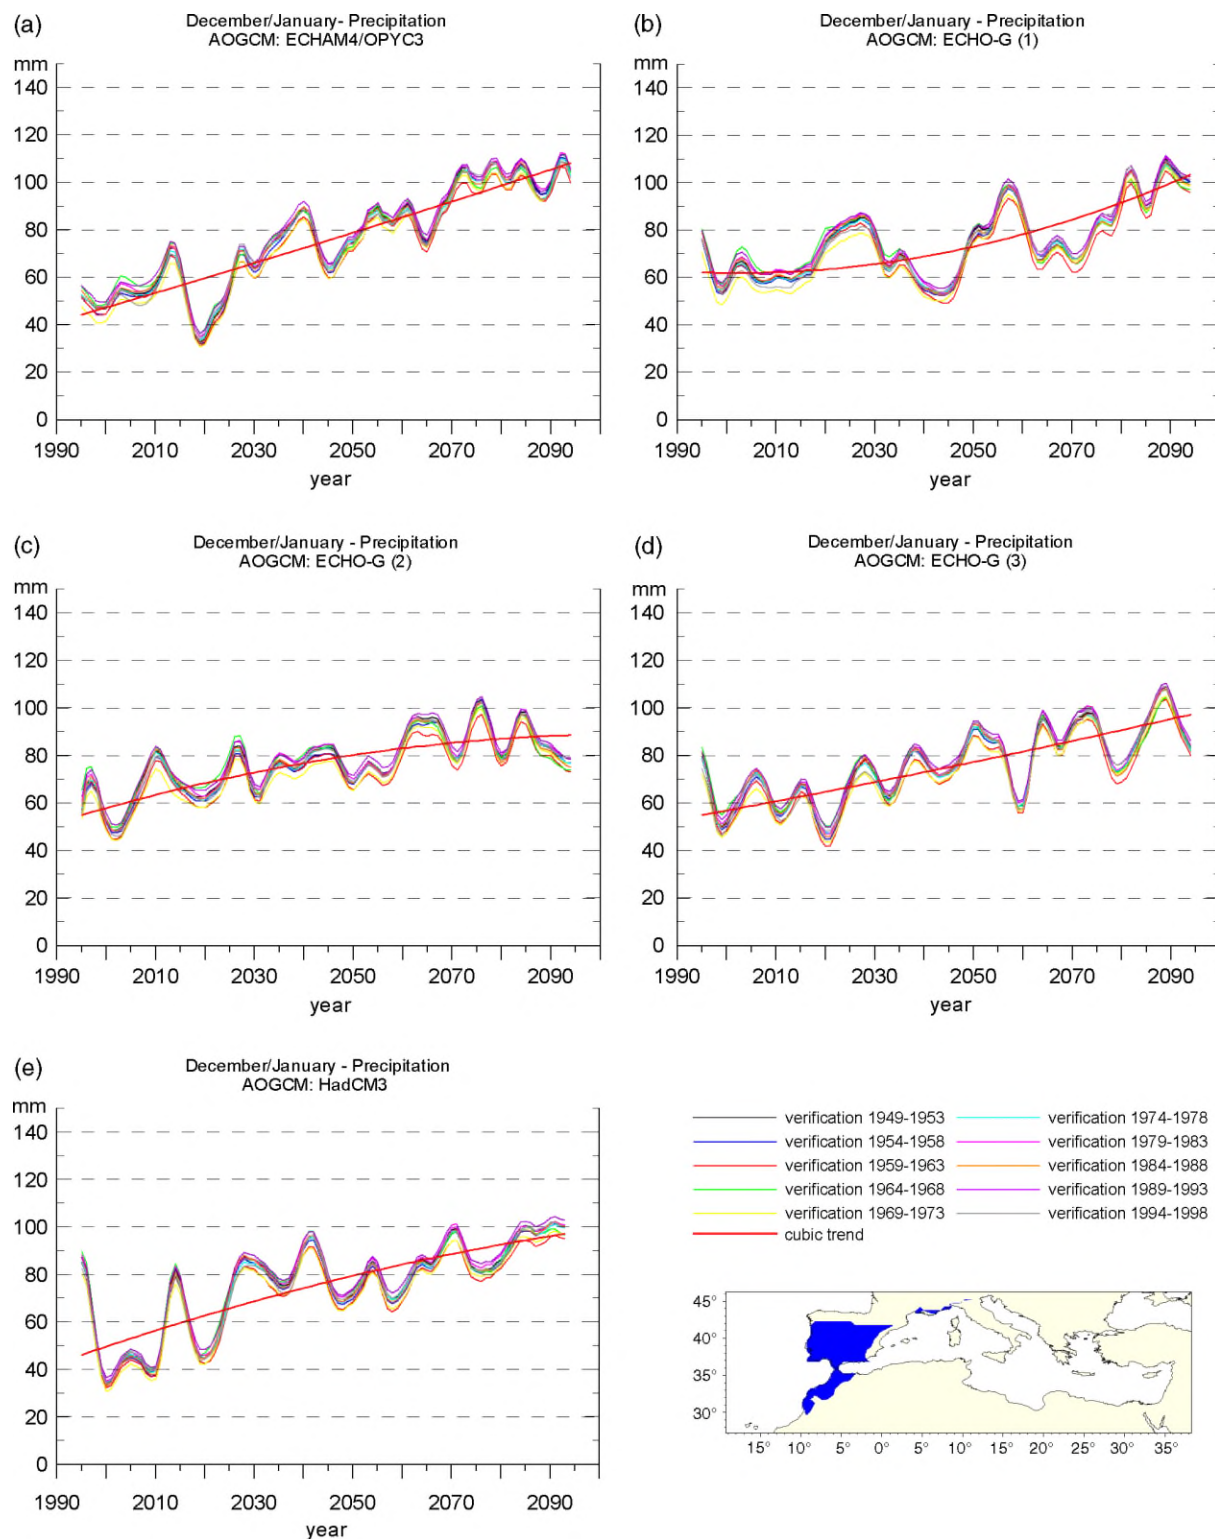 (a)
December/January- Precipitation
AOGCM: ECHAM4/OPYC3
mm
140
120
100
80
60
40
20
0
1990 2010 2030 2050 2070 2090
year
(b)
December/January - Precipitation
AOGCM: ECHO-G (1)
mm
140
120
100
80
60
40
20
0
1990 2010 2030 2050 2070 2090
year
(c)
December/January - Precipitation
AOGCM: ECHO-G (2)
mm
140
120
100
80
60
40
20
0
1990 2010 2030 2050 2070 2090
year
(d)
December/January - Precipitation
AOGCM: ECHO-G (3)
mm
140
120
100
80
60
40
20
0
1990 2010 2030 2050 2070 2090
year
(e)
December/January - Precipitation
AOGCM: HadCM3
mm
140
120
100
80
60
40
20
0
1990 2010 2030 2050 2070 2090
year
verification 1949-1953 verification 1974-1978
verification 1954-1958 verification 1979-1983
verification 1959-1963 verification 1984-1988
verification 1964-1968 verification 1989-1993
verification 1969-1973 verification 1994-1998
cubic trend
45°
40°
35°
30°
15° 10° 5° 0° 5° 10° 15° 20° 25° 30° 35°